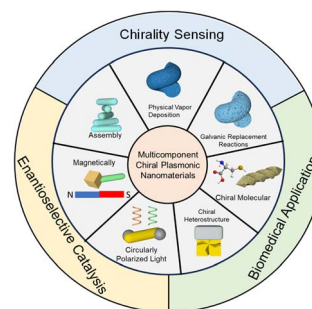 Chirality Sensing
Physical Vapor
Deposition
Assembly
Galvanic Replacement
Reactions
Multicomponent
Chiral Plasmonic
Nanomaterials
Magnetically
N
S
Chiral Molecular
Circularly
Polarized Light
Chiral
Heterostructure
Enantioselective Catalysis
Biomedical Application